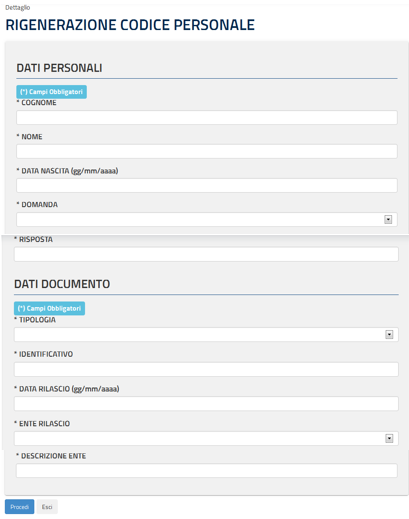 Dettaglio
RIGENERAZIONE CODICE PERSONALE
DATI PERSONALI
(*) Campi Obbligatori
* COGNOME
* NOME
* DATA NASCITA (gg/mm/aaaa)
* DOMANDA
* RISPOSTA
DATI DOCUMENTO
(*) Campi Obbligatori
* TIPOLOGIA
* IDENTIFICATIVO
* DATA RILASCIO (gg/mm/aaaa)
* ENTE RILASCIO
* DESCRIZIONE ENTE
Procedi Esci